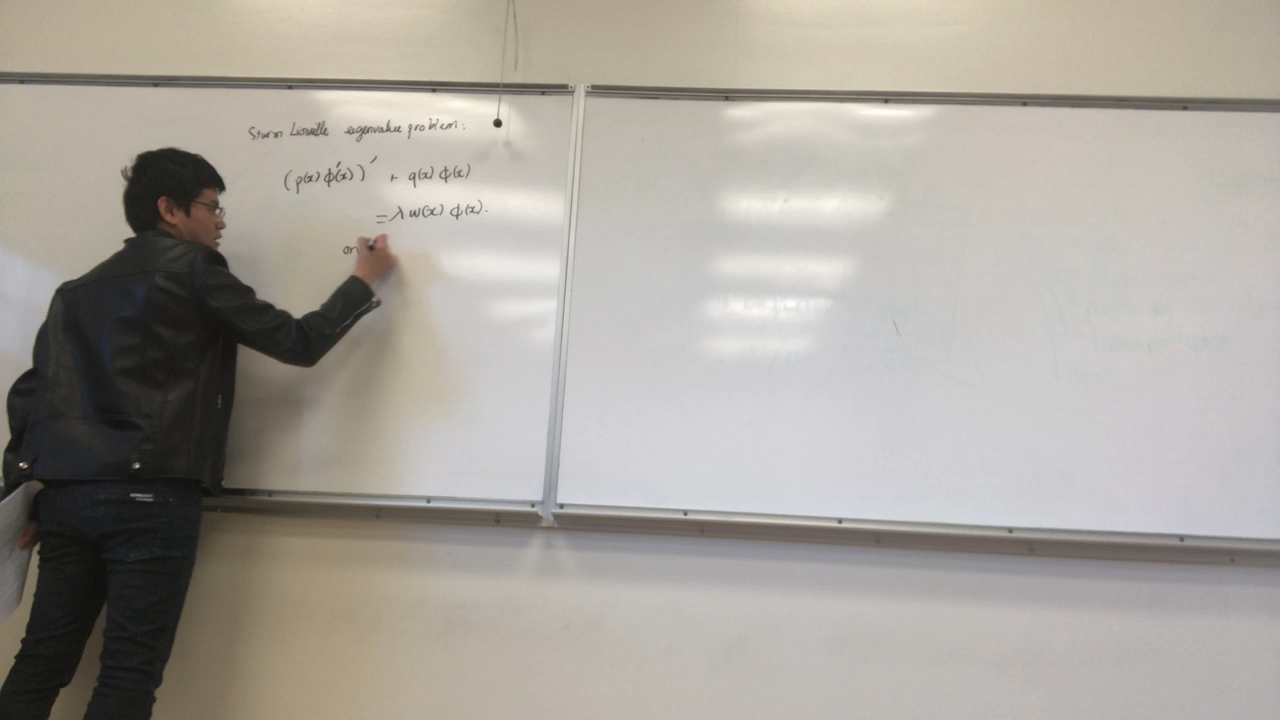 Sturm Liouville eigenvalue problem:
(p(x) ϕ'(x))' + q(x) ϕ(x)
= λ w(x) ϕ(x).
on